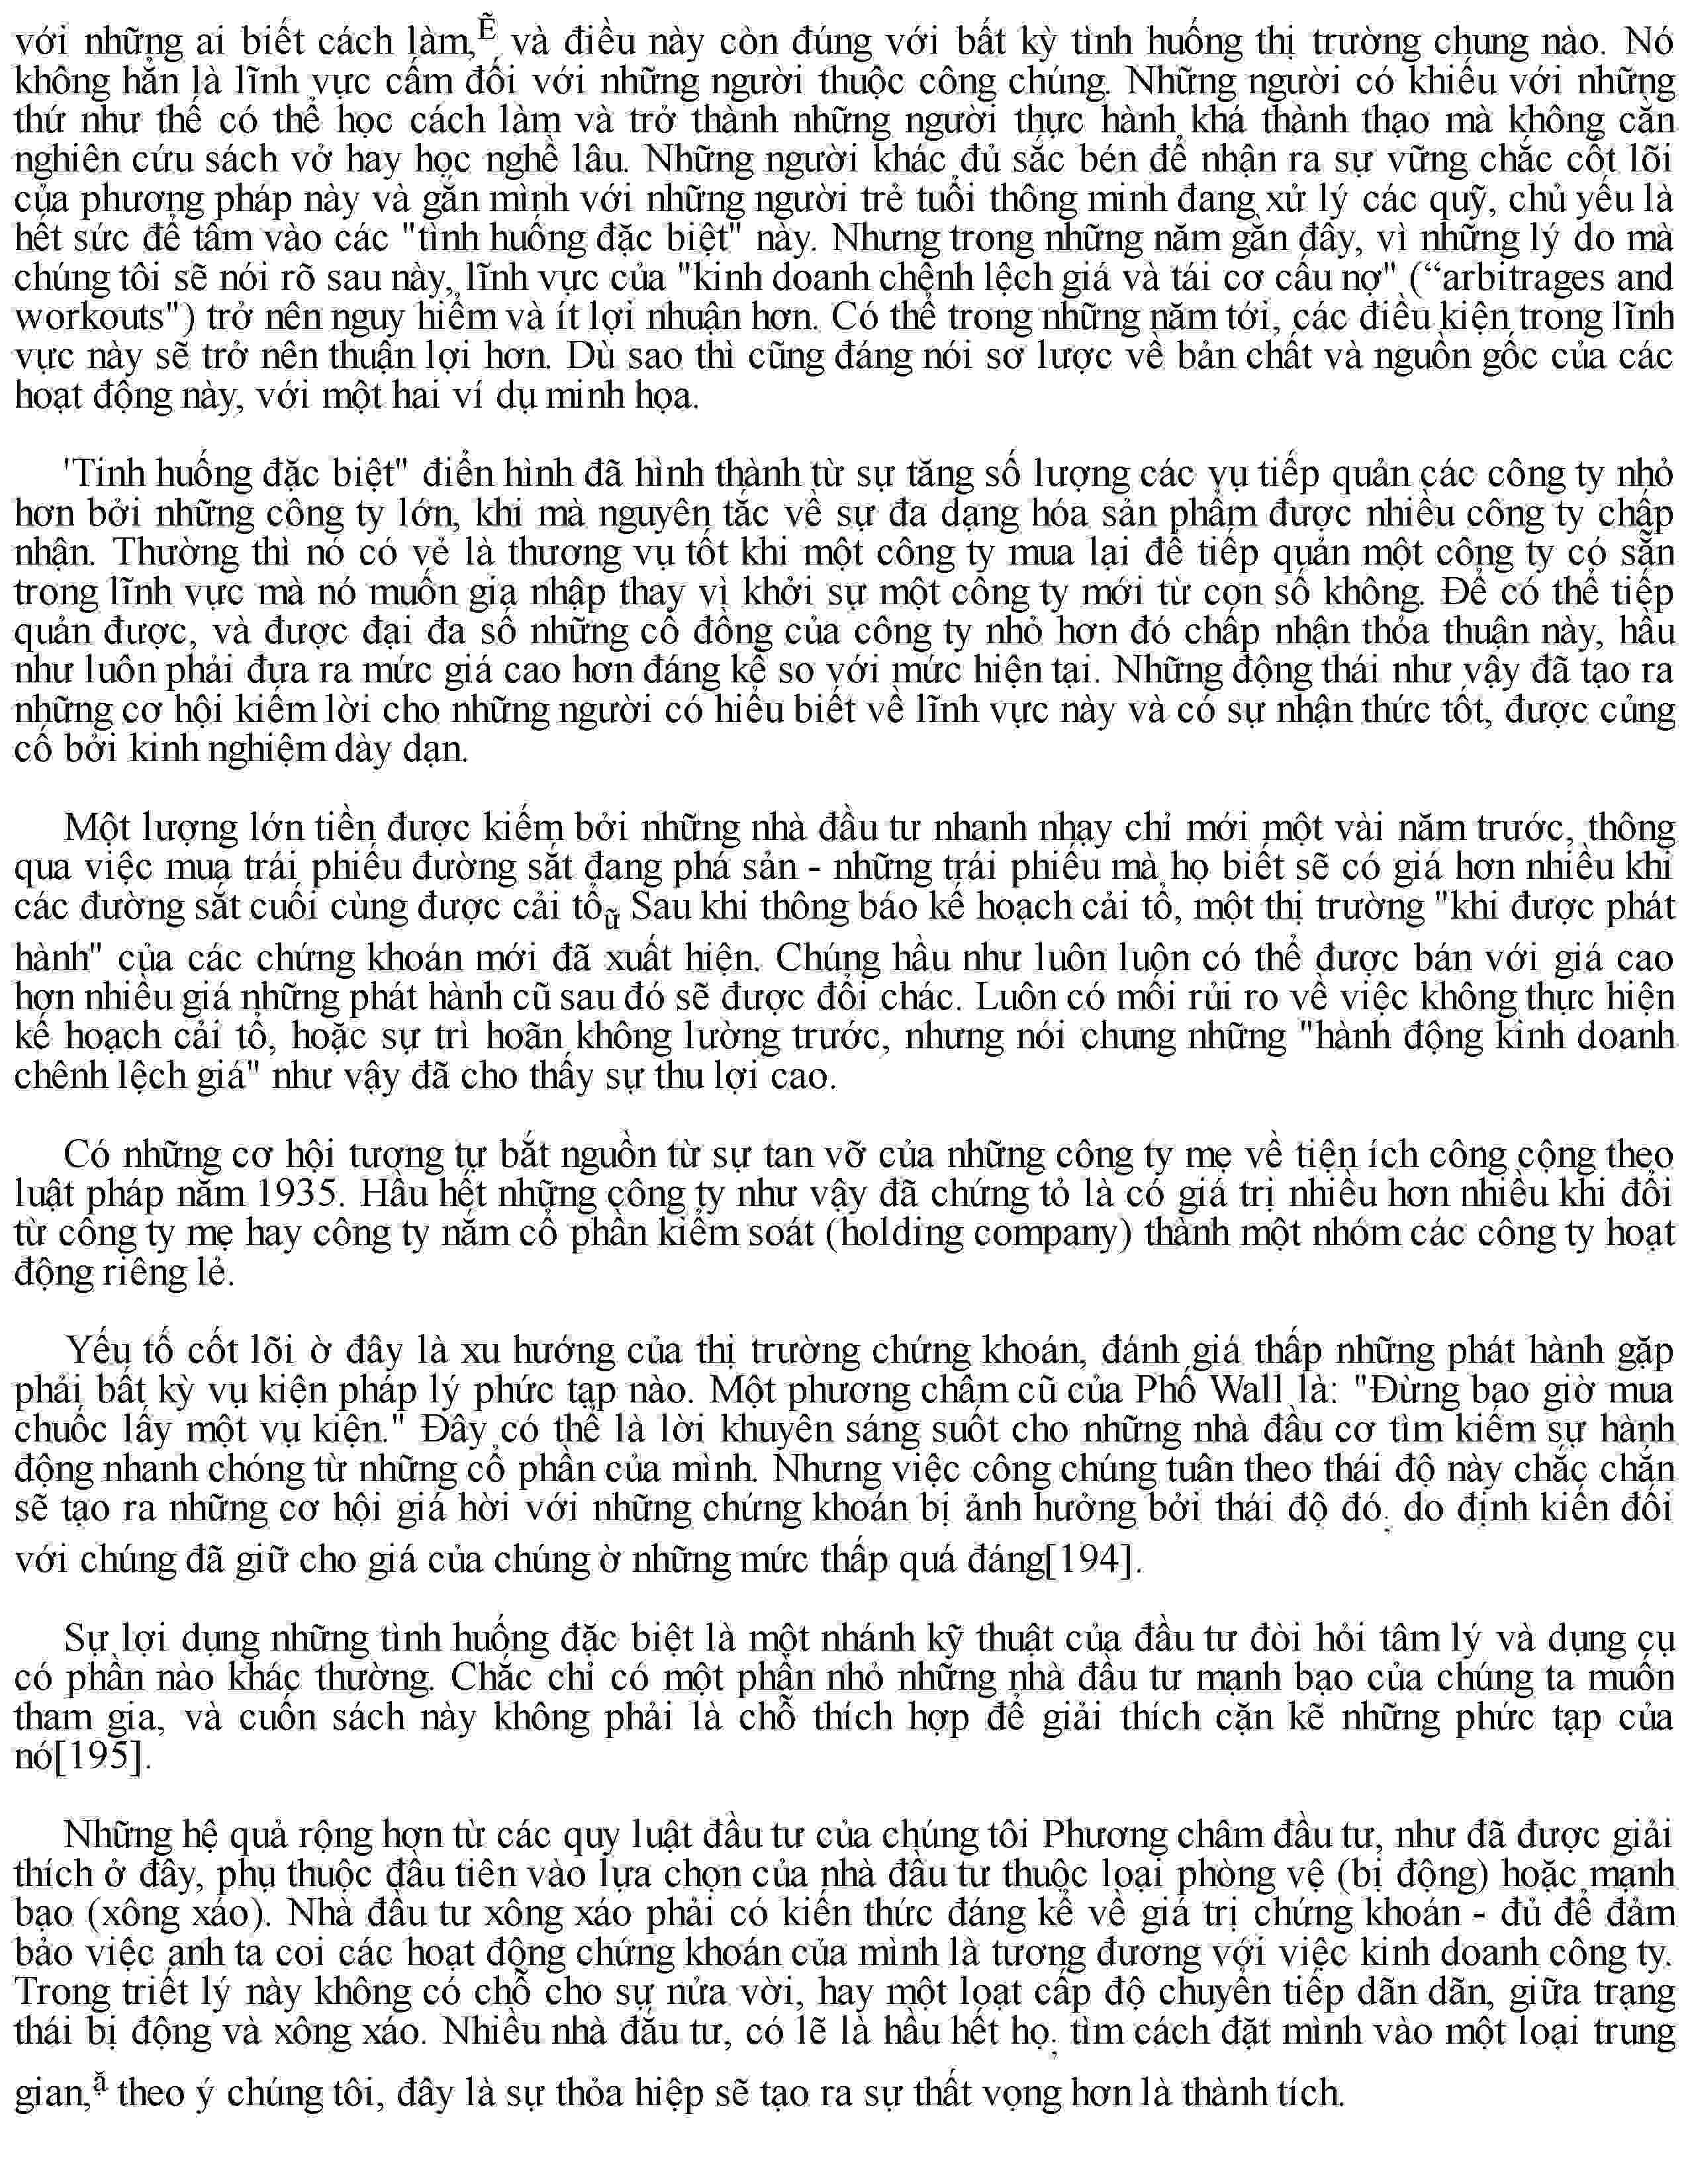 với những ai biết cách làm,Ẽ và điều này còn đúng với bất kỳ tình huống thị trường chung nào. Nó
không hẳn là lĩnh vực cấm đối với những người thuộc công chúng. Những người có khiếu với những
thứ như thế có thể học cách làm và trở thành những người thực hành khá thành thạo mà không cần
nghiên cứu sách vở hay học nghề lâu. Những người khác đủ sắc bén để nhận ra sự vững chắc cốt lõi
của phương pháp này và gắn mình với những người trẻ tuổi thông minh đang xử lý các quỹ, chủ yếu là
hết sức để tâm vào các "tình huống đặc biệt" này. Nhưng trong những năm gần đây, vì những lý do mà
chúng tôi sẽ nói rõ sau này, lĩnh vực của "kinh doanh chênh lệch giá và tái cơ cấu nợ" (“arbitrages and
workouts") trở nên nguy hiểm và ít lợi nhuận hơn. Có thể trong những năm tới, các điều kiện trong lĩnh
vực này sẽ trở nên thuận lợi hơn. Dù sao thì cũng đáng nói sơ lược về bản chất và nguồn gốc của các
hoạt động này, với một hai ví dụ minh họa.
'Tinh huống đặc biệt" điển hình đã hình thành từ sự tăng số lượng các vụ tiếp quản các công ty nhỏ
hơn bởi những công ty lớn, khi mà nguyên tắc về sự đa dạng hóa sản phẩm được nhiều công ty chấp
nhận. Thường thì nó có vẻ là thương vụ tốt khi một công ty mua lại để tiếp quản một công ty có sẵn
trong lĩnh vực mà nó muốn gia nhập thay vì khởi sự một công ty mới từ con số không. Để có thể tiếp
quản được, và được đại đa số những cổ đông của công ty nhỏ hơn đó chấp nhận thỏa thuận này, hầu
như luôn phải đưa ra mức giá cao hơn đáng kể so với mức hiện tại. Những động thái như vậy đã tạo ra
những cơ hội kiếm lời cho những người có hiểu biết về lĩnh vực này và có sự nhận thức tốt, được củng
cố bởi kinh nghiệm dày dạn.
Một lượng lớn tiền được kiếm bởi những nhà đầu tư nhanh nhạy chỉ mới một vài năm trước, thông
qua việc mua trái phiếu đường sắt đang phá sản - những trái phiếu mà họ biết sẽ có giá hơn nhiều khi
các đường sắt cuối cùng được cải tổữ Sau khi thông báo kế hoạch cải tổ, một thị trường "khi được phát
hành" của các chứng khoán mới đã xuất hiện. Chúng hầu như luôn luôn có thể được bán với giá cao
hơn nhiều giá những phát hành cũ sau đó sẽ được đổi chác. Luôn có mối rủi ro về việc không thực hiện
kế hoạch cải tổ, hoặc sự trì hoãn không lường trước, nhưng nói chung những "hành động kinh doanh
chênh lệch giá" như vậy đã cho thấy sự thu lợi cao.
Có những cơ hội tương tự bắt nguồn từ sự tan vỡ của những công ty mẹ về tiện ích công cộng theo
luật pháp năm 1935. Hầu hết những công ty như vậy đã chứng tỏ là có giá trị nhiều hơn nhiều khi đổi
từ công ty mẹ hay công ty nắm cổ phần kiểm soát (holding company) thành một nhóm các công ty hoạt
động riêng lẻ.
Yếu tố cốt lõi ờ đây là xu hướng của thị trường chứng khoán, đánh giá thấp những phát hành gặp
phải bất kỳ vụ kiện pháp lý phức tạp nào. Một phương châm cũ của Phố Wall là: "Đừng bao giờ mua
chuốc lấy một vụ kiện." Đây có thể là lời khuyên sáng suốt cho những nhà đầu cơ tìm kiếm sự hành
động nhanh chóng từ những cổ phần của mình. Nhưng việc công chúng tuân theo thái độ này chắc chắn
sẽ tạo ra những cơ hội giá hời với những chứng khoán bị ảnh hưởng bởi thái độ đó. do định kiến đối
với chúng đã giữ cho giá của chúng ờ những mức thấp quá đáng[194].
Sự lợi dụng những tình huống đặc biệt là một nhánh kỹ thuật của đầu tư đòi hỏi tâm lý và dụng cụ
có phần nào khác thường. Chắc chỉ có một phần nhỏ những nhà đầu tư mạnh bạo của chúng ta muốn
tham gia, và cuốn sách này không phải là chỗ thích hợp để giải thích cặn kẽ những phức tạp của
nó[195].
Những hệ quả rộng hơn từ các quy luật đầu tư của chúng tôi Phương châm đầu tư, như đã được giải
thích ở đây, phụ thuộc đầu tiên vào lựa chọn của nhà đầu tư thuộc loại phòng vệ (bị động) hoặc mạnh
bạo (xông xáo). Nhà đầu tư xông xáo phải có kiến thức đáng kể về giá trị chứng khoán - đủ để đảm
bảo việc anh ta coi các hoạt động chứng khoán của mình là tương đương với việc kinh doanh công ty.
Trong triết lý này không có chỗ cho sự nửa vời, hay một loạt cấp độ chuyển tiếp dãn dãn, giữa trạng
thái bị động và xông xáo. Nhiều nhà đắu tư, có lẽ là hầu hết họ. tìm cách đặt mình vào một loại trung
gian,ặ theo ý chúng tôi, đây là sự thỏa hiệp sẽ tạo ra sự thất vọng hơn là thành tích.